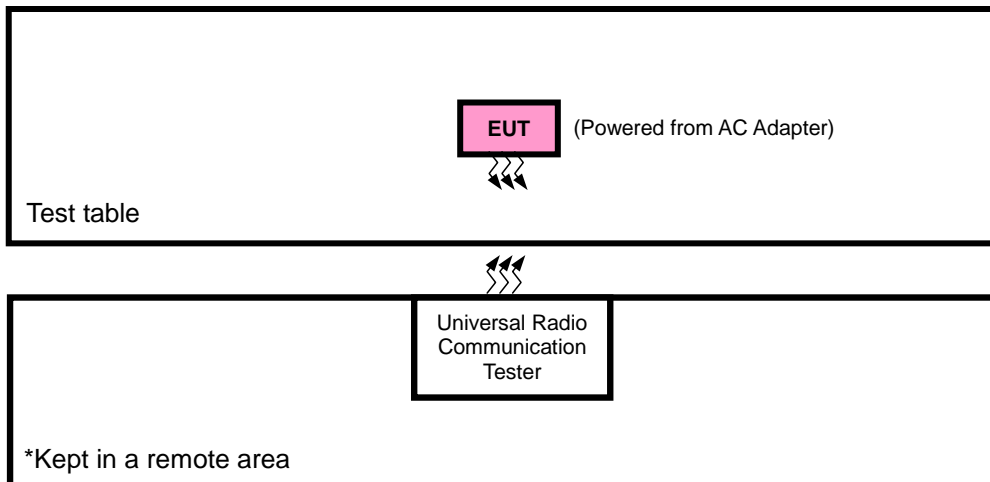 EUT
(Powered from AC Adapter)
Test table
Universal Radio
Communication
Tester
*Kept in a remote area